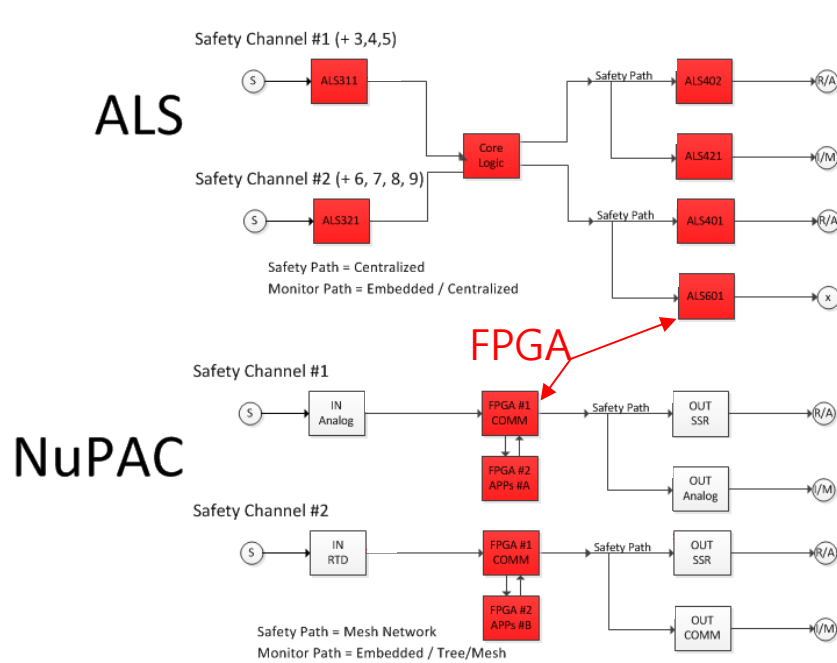 Safety Channel #1 (+ 3,4,5)
S
ALS311
Safety Path
ALS402
R/A
ALS
Core
Logic
ALS421
I/M
Safety Channel #2 (+ 6, 7, 8, 9)
S
ALS321
Safety Path
ALS401
R/A
Safety Path = Centralized
Monitor Path = Embedded / Centralized
ALS601
x
FPGA
Safety Channel #1
S
IN
Analog
FPGA #1
COMM
Safety Path
OUT
SSR
R/A
NuPAC
FPGA #2
APPs #A
OUT
Analog
I/M
Safety Channel #2
S
IN
RTD
FPGA #1
COMM
Safety Path
OUT
SSR
R/A
FPGA #2
APPs #B
OUT
COMM
I/M
Safety Path = Mesh Network
Monitor Path = Embedded / Tree/Mesh